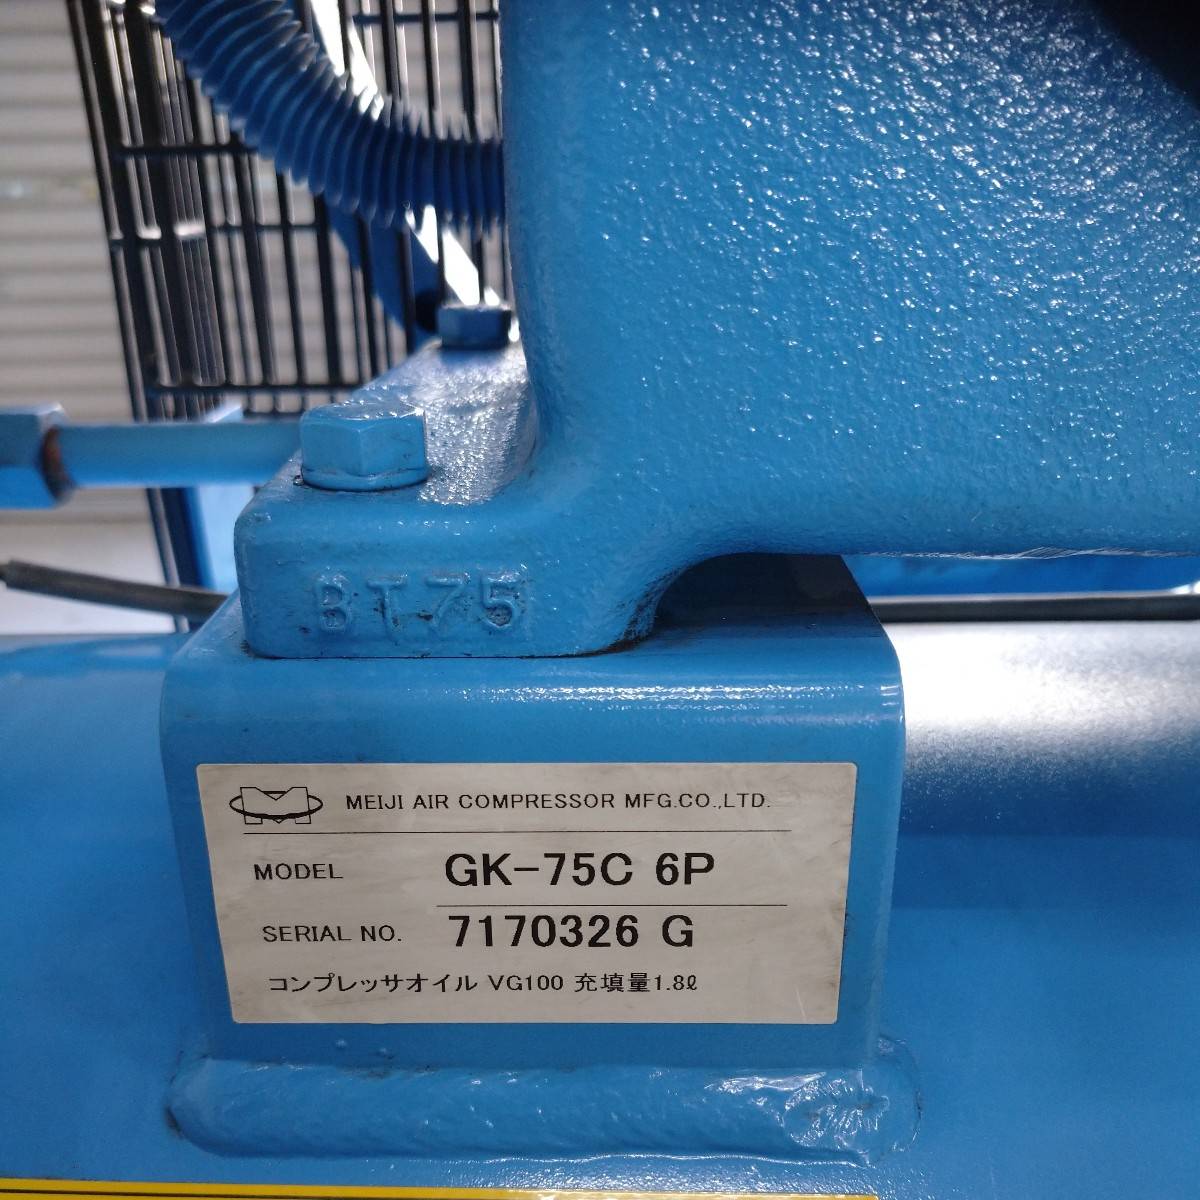 BT75
MEIJI AIR COMPRESSOR MFG.CO.,LTD.
MODEL GK-75C 6P
SERIAL NO. 7170326 G
コンプレッサオイル VG100 充填量1.8ℓ